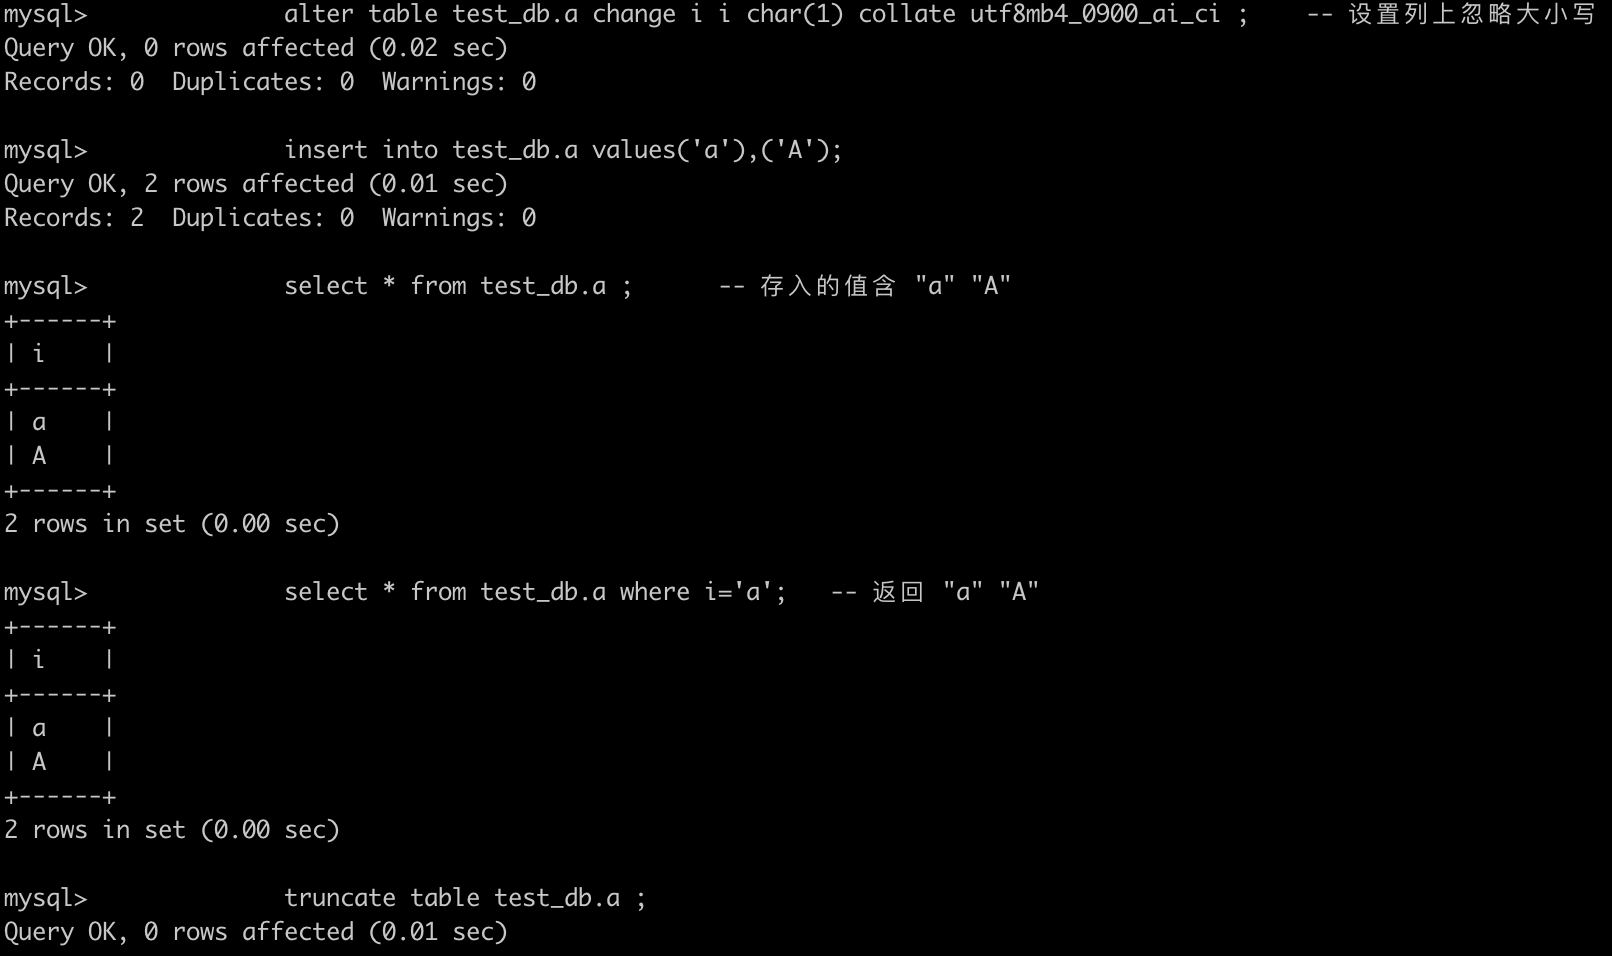 mysql>              alter table test_db.a change i i char(1) collate utf8mb4_0900_ai_ci ;    -- 设置列上忽略大小写
Query OK, 0 rows affected (0.02 sec)
Records: 0  Duplicates: 0  Warnings: 0
mysql>              insert into test_db.a values('a'),('A');
Query OK, 2 rows affected (0.01 sec)
Records: 2  Duplicates: 0  Warnings: 0
mysql>              select * from test_db.a ;      -- 存入的值含 "a" "A"
+------+
| i    |
+------+
| a    |
| A    |
+------+
2 rows in set (0.00 sec)
mysql>              select * from test_db.a where i='a';   -- 返回 "a" "A"
+------+
| i    |
+------+
| a    |
| A    |
+------+
2 rows in set (0.00 sec)
mysql>              truncate table test_db.a ;
Query OK, 0 rows affected (0.01 sec)